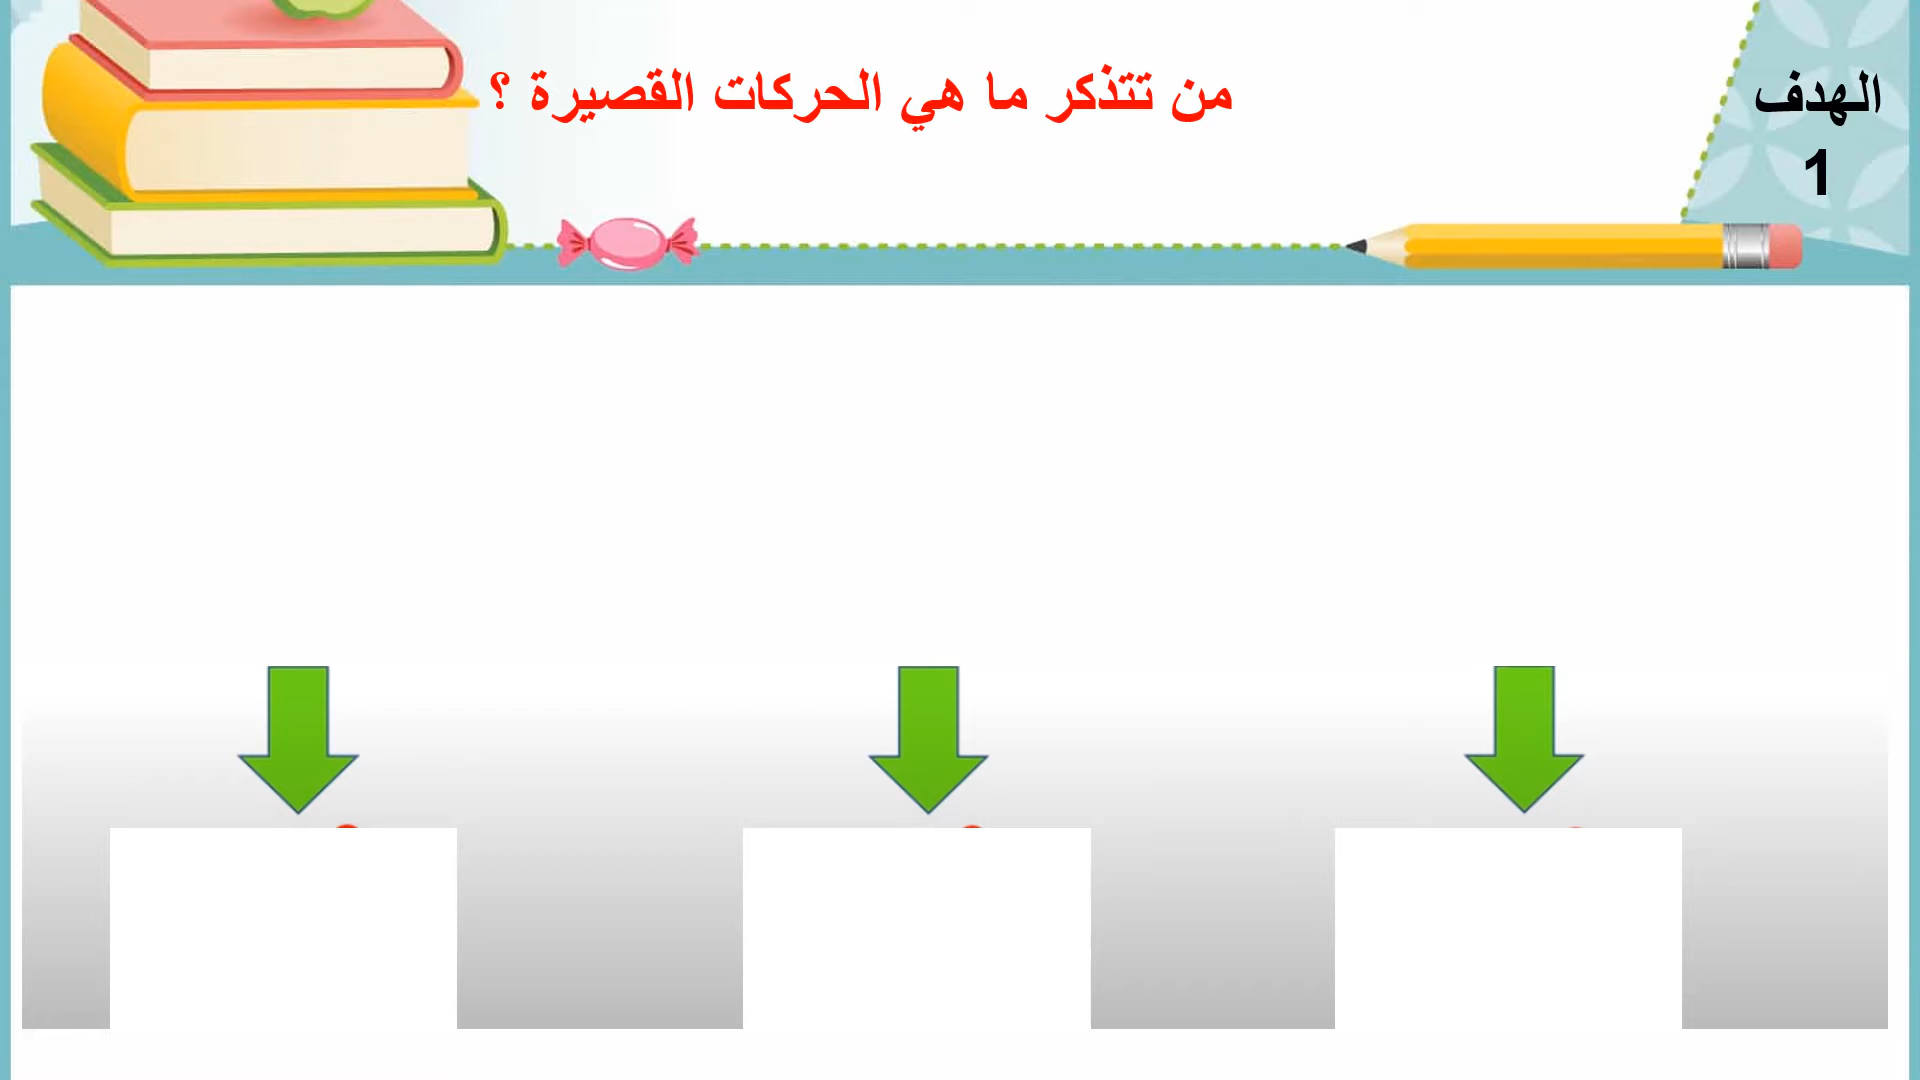 من تتذكر ما هي الحركات القصيرة ؟
الهدف
1